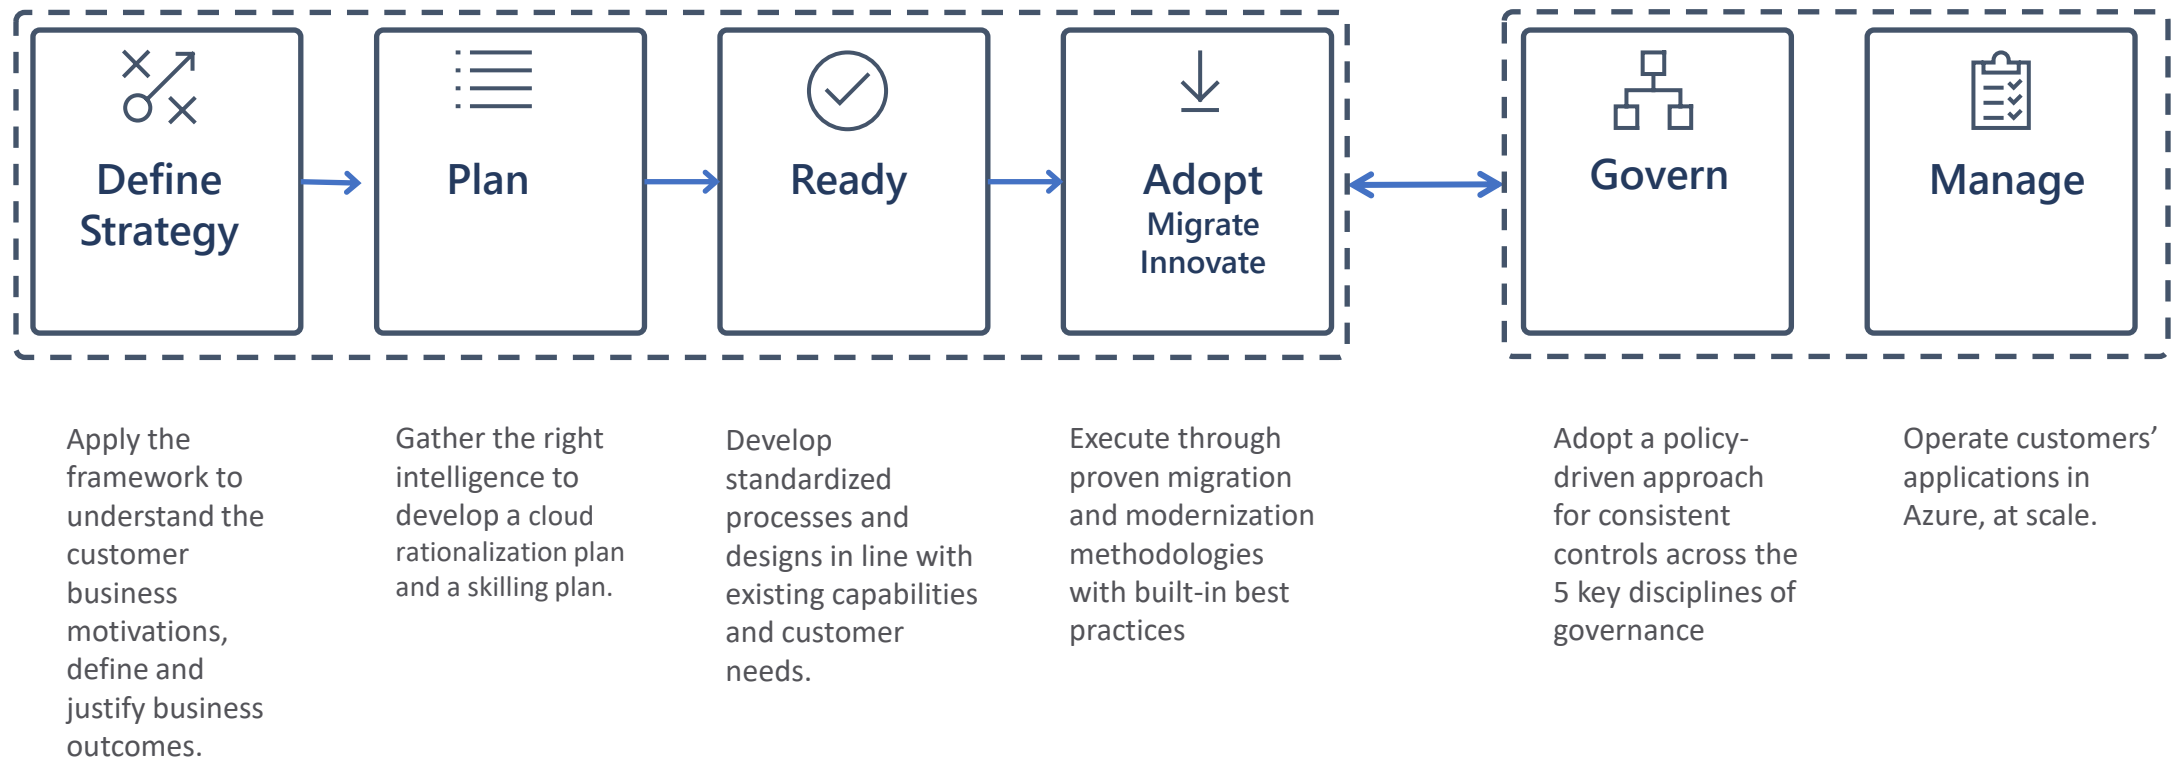 Define
Strategy
Plan
Ready
Adopt
Migrate
Innovate
Govern
Manage
Apply the
framework to
understand the
customer
business
motivations,
define and
justify business
outcomes.
Gather the right
intelligence to
develop a cloud
rationalization plan
and a skilling plan.
Develop
standardized
processes and
designs in line with
existing capabilities
and customer
needs.
Execute through
proven migration
and modernization
methodologies
with built-in best
practices
Adopt a policy-
driven approach
for consistent
controls across the
5 key disciplines of
governance
Operate customers’
applications in
Azure, at scale.